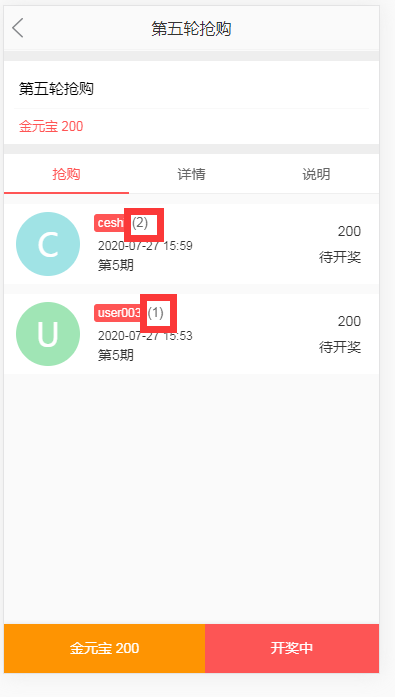 第五轮抢购
第五轮抢购
金元宝 200
抢购 详情 说明
C
cesh (2)
2020-07-27 15:59
第5期
200
待开奖
U
user003 (1)
2020-07-27 15:53
第5期
200
待开奖
金元宝 200 开奖中